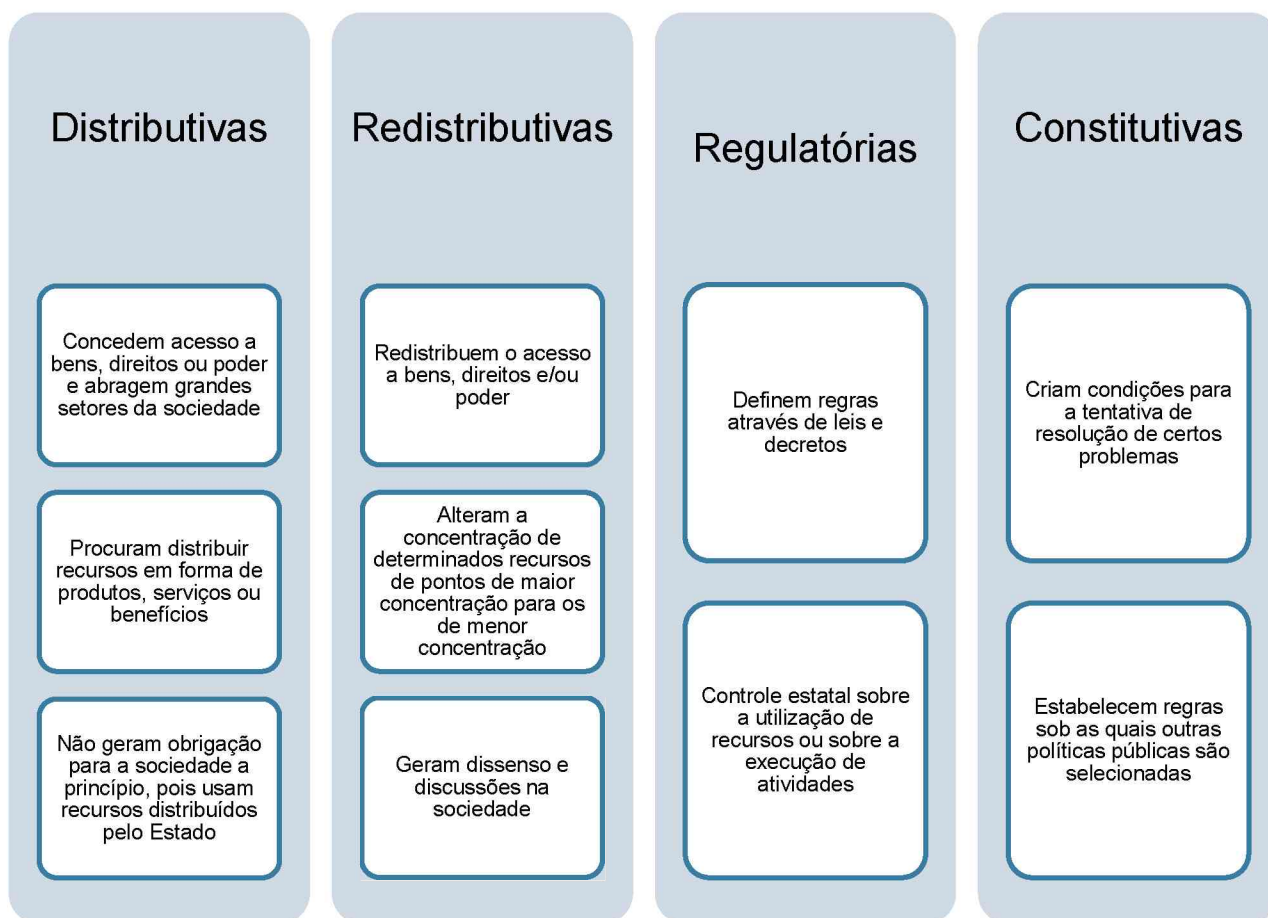 Distributivas
Concedem acesso a
bens, direitos ou poder
e abragem grandes
setores da sociedade
Procuram distribuir
recursos em forma de
produtos, serviços ou
benefícios
Não geram obrigação
para a sociedade a
princípio, pois usam
recursos distribuídos
pelo Estado
Redistributivas
Redistribuem o acesso
a bens, direitos e/ou
poder
Alteram a
concentração de
determinados recursos
de pontos de maior
concentração para os
de menor
concentração
Geram dissenso e
discussões na
sociedade
Regulatórias
Definem regras
através de leis e
decretos
Controle estatal sobre
a utilização de
recursos ou sobre a
execução de
atividades
Constitutivas
Criam condições para
a tentativa de
resolução de certos
problemas
Estabelecem regras
sob as quais outras
políticas públicas são
selecionadas